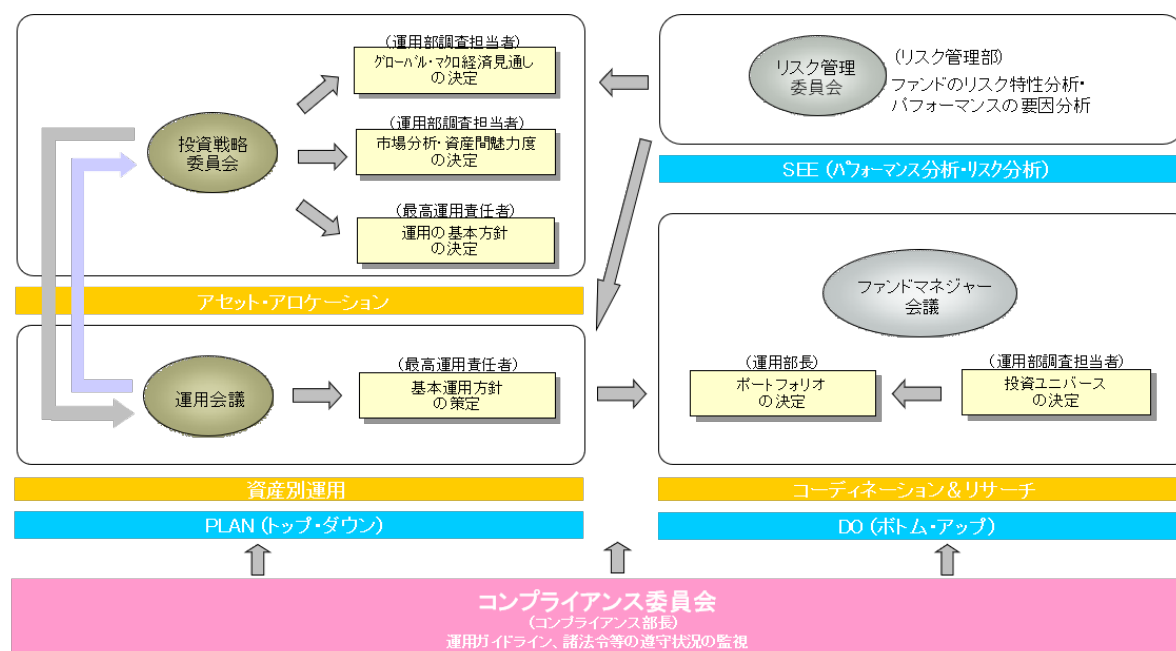 (運用部調査担当者)
グローバル・マクロ経済見通し
の決定
投資戦略
委員会
(運用部調査担当者)
市場分析・資産間魅力度
の決定
(最高運用責任者)
運用の基本方針
の決定
アセット・アロケーション
運用会議
(最高運用責任者)
基本運用方針
の策定
資産別運用
PLAN (トップ・ダウン)
リスク管理
委員会
(リスク管理部)
ファンドのリスク特性分析・
パフォーマンスの要因分析
SEE (パフォーマンス分析・リスク分析)
ファンドマネジャー
会議
(運用部長)
ポートフォリオ
の決定
(運用部調査担当者)
投資ユニバース
の決定
コーディネーション&リサーチ
DO (ボトム・アップ)
コンプライアンス委員会
(コンプライアンス部長)
運用ガイドライン、諸法令等の遵守状況の監視